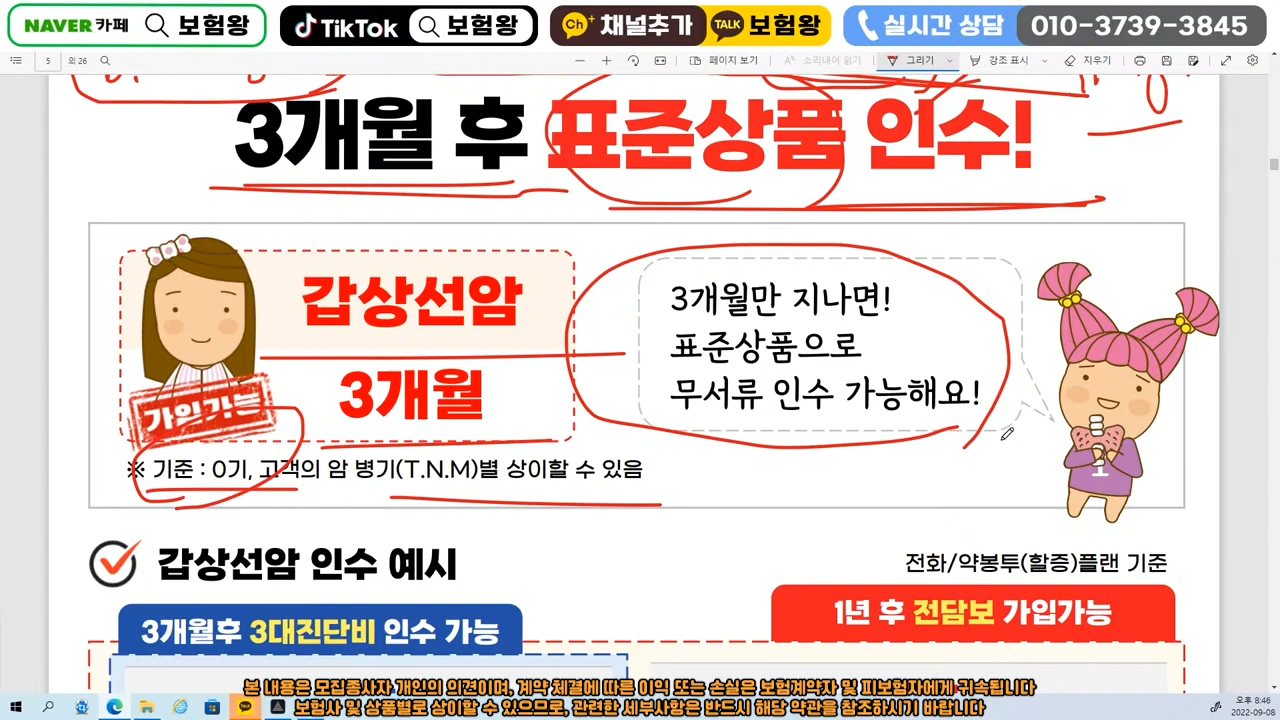 NAVER 카페 보험왕
TikTok 보험왕
Ch+ 채널추가 TALK 보험왕
실시간 상담 010-3739-3845
5 의 26
페이지 보기
소리내어 읽기
그리기
강조 표시
지우기
3개월 후 표준상품 인수!
갑상선암
3개월
가입가능
3개월만 지나면!
표준상품으로
무서류 인수 가능해요!
※ 기준 : 0기, 고객의 암 병기(T.N.M)별 상이할 수 있음
갑상선암 인수 예시
전화/약봉투(할증)플랜 기준
3개월후 3대진단비 인수 가능
1년 후 전담보 가입가능
본 내용은 모집종사자 개인의 의견이며, 계약 체결에 따른 이익 또는 손실은 보험계약자 및 피보험자에게 귀속됩니다
보험사 및 상품별로 상이할 수 있으므로, 관련한 세부사항은 반드시 해당 약관을 참조하시기 바랍니다
오후 8:46
2022-09-08